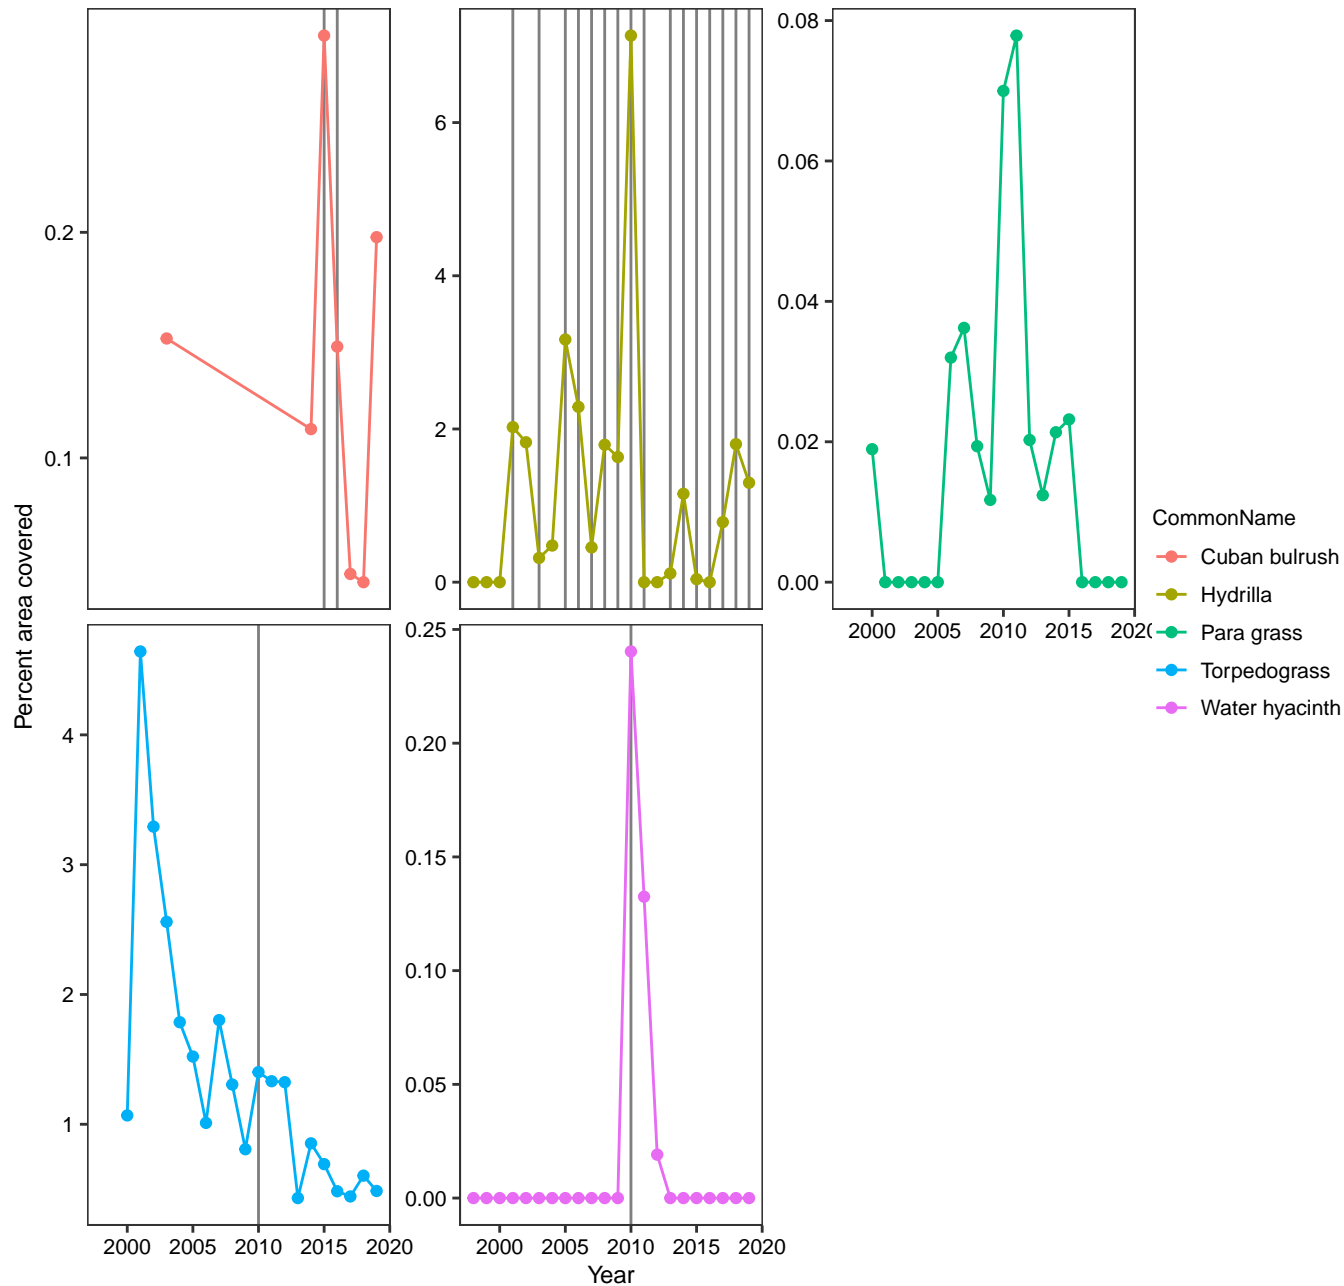 Percent area covered
0.2
0.1
6
4
2
0
0.08
0.06
0.04
0.02
0.00
2000 2005 2010 2015 2020
CommonName
Cuban bulrush
Hydrilla
Para grass
Torpedograss
Water hyacinth
4
3
2
1
2000 2005 2010 2015 2020
0.25
0.20
0.15
0.10
0.05
0.00
2000 2005 2010 2015 2020
Year